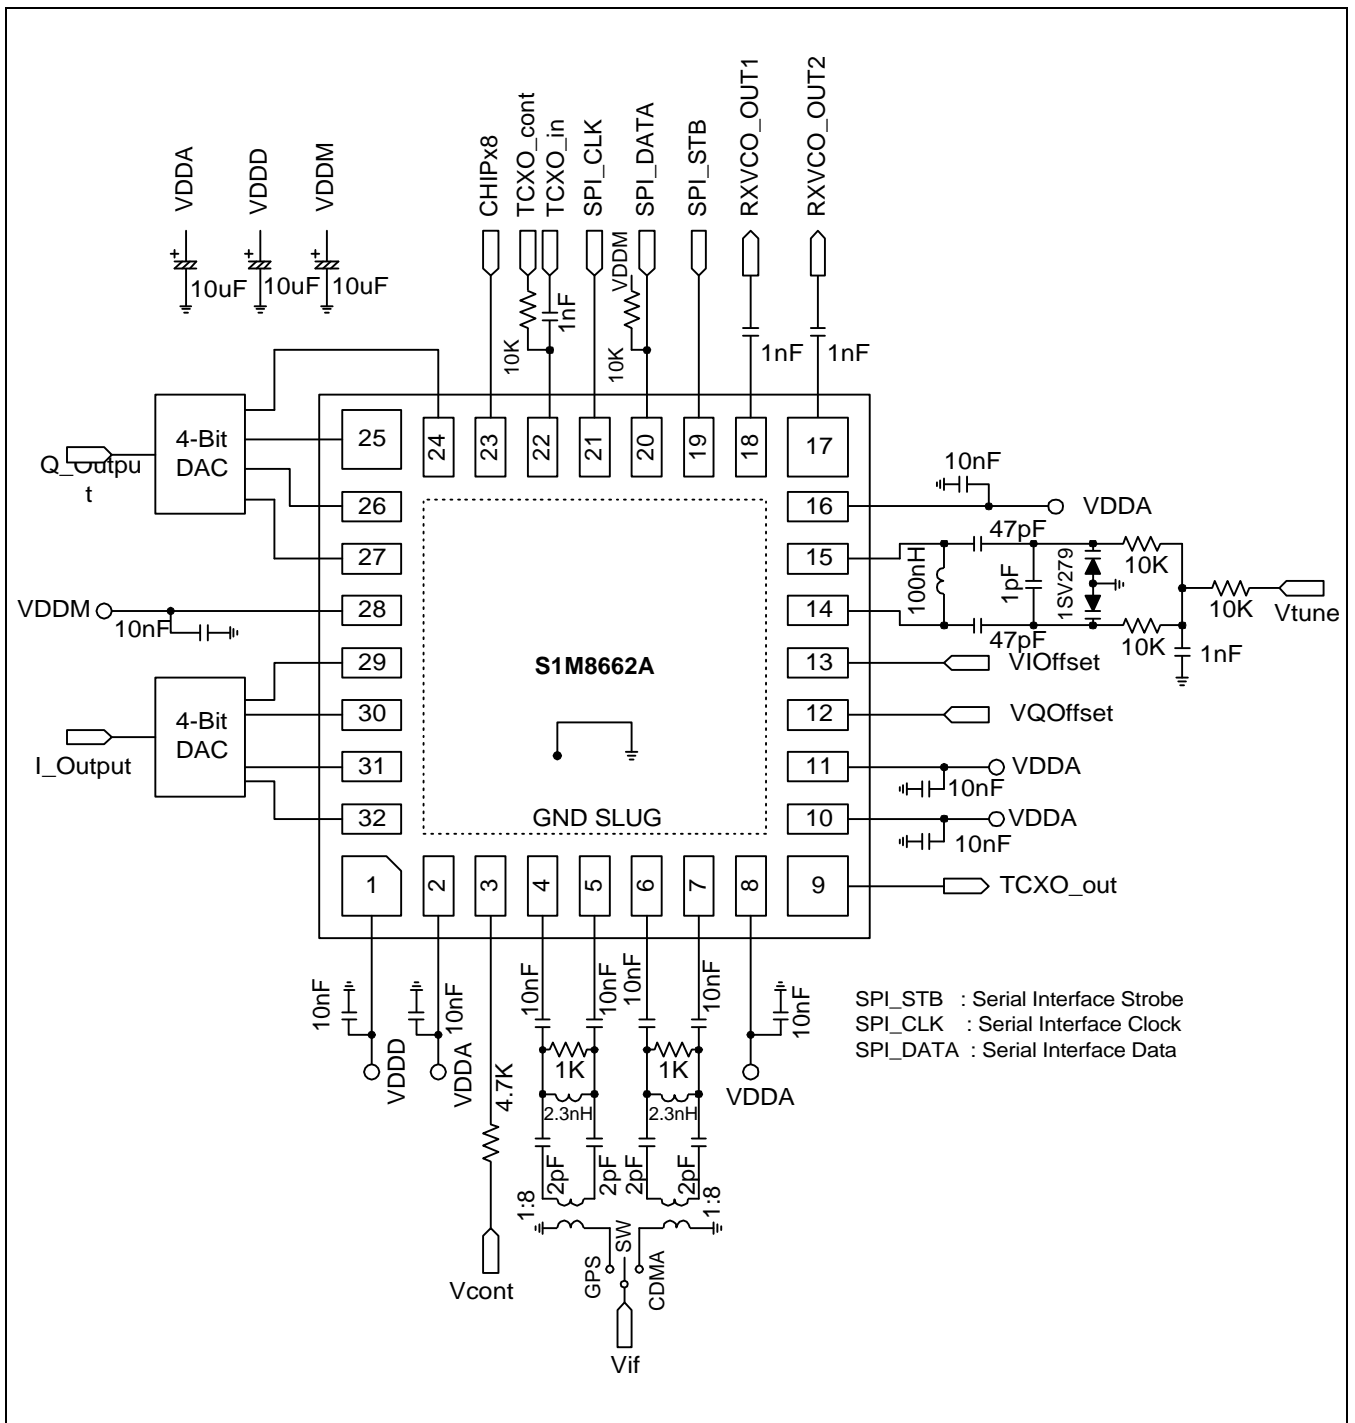 VDDA
VDDD
VDDM
CHIPx8
TCXO_cont
TCXO_in
SPI_CLK
SPI_DATA
SPI_STB
RXVCO_OUT1
RXVCO_OUT2
+
+
+
10uF
10uF
10uF
VDDM
10K
1nF
10K
1nF
1nF
4-Bit
DAC
Q_Outpu
t
25
24
23
22
21
20
19
18
17
26
27
28
29
30
31
32
16
15
14
13
12
11
10
VDDM
10nF
4-Bit
DAC
I_Output
S1M8662A
GND SLUG
10nF
VDDA
47pF
100nH
1pF
1SV279
10K
10K
Vtune
47pF
10K
1nF
VIOffset
VQOffset
VDDA
10nF
VDDA
10nF
1
2
3
4
5
6
7
8
9
TCXO_out
10nF
VDDD
10nF
VDDA
4.7K
10nF
10nF
10nF
10nF
10nF
VDDA
1K
1K
2.3nH
2.3nH
2pF
2pF
2pF
2pF
1:8
1:8
GPS
SW
CDMA
Vcont
Vif
SPI_STB : Serial Interface Strobe
SPI_CLK : Serial Interface Clock
SPI_DATA : Serial Interface Data